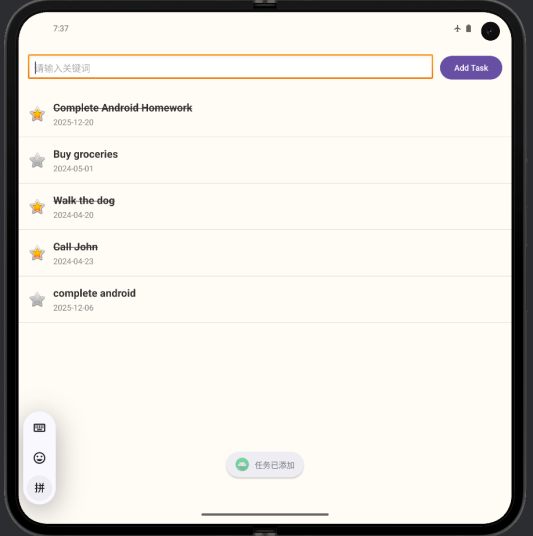 7:37
请输入关键词
Add Task
Complete Android Homework
2025-12-20
Buy groceries
2024-05-01
Walk the dog
2024-04-20
Call John
2024-04-23
complete android
2025-12-06
任务已添加
拼